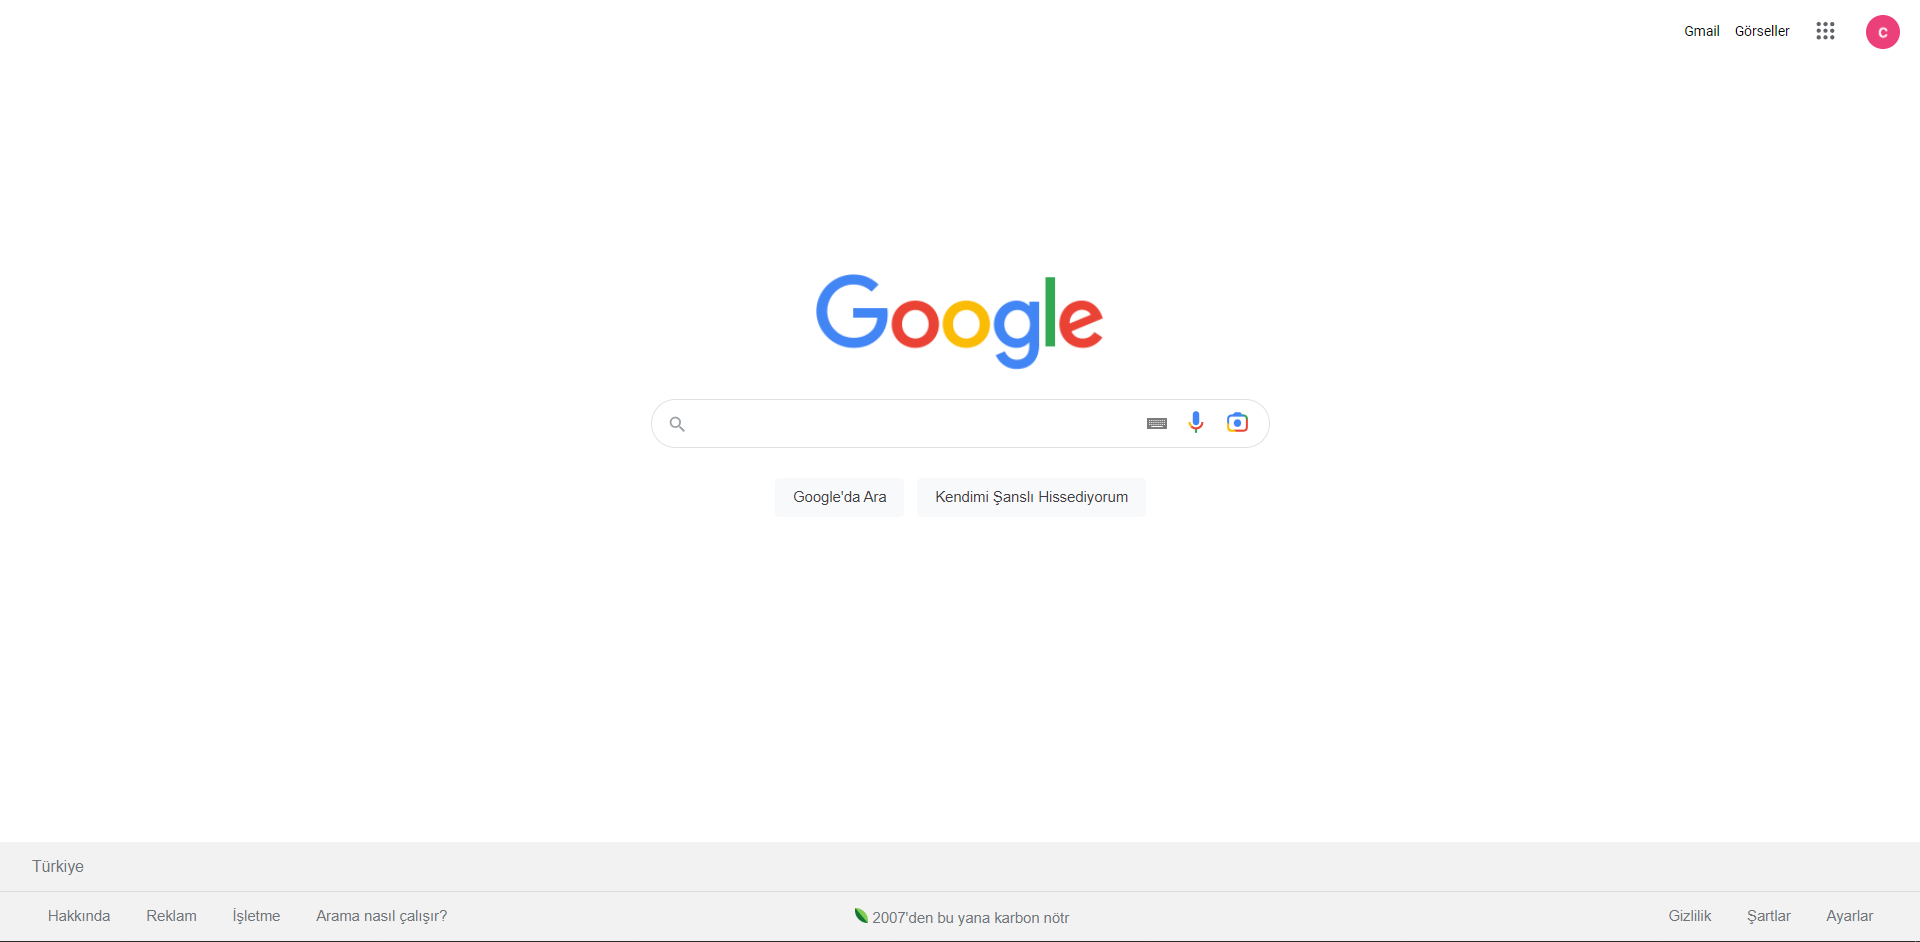 Gmail Görseller
C
Google
Google'da Ara Kendimi Şanslı Hissediyorum
Türkiye
Hakkında Reklam İşletme Arama nasıl çalışır? 2007'den bu yana karbon nötr Gizlilik Şartlar Ayarlar